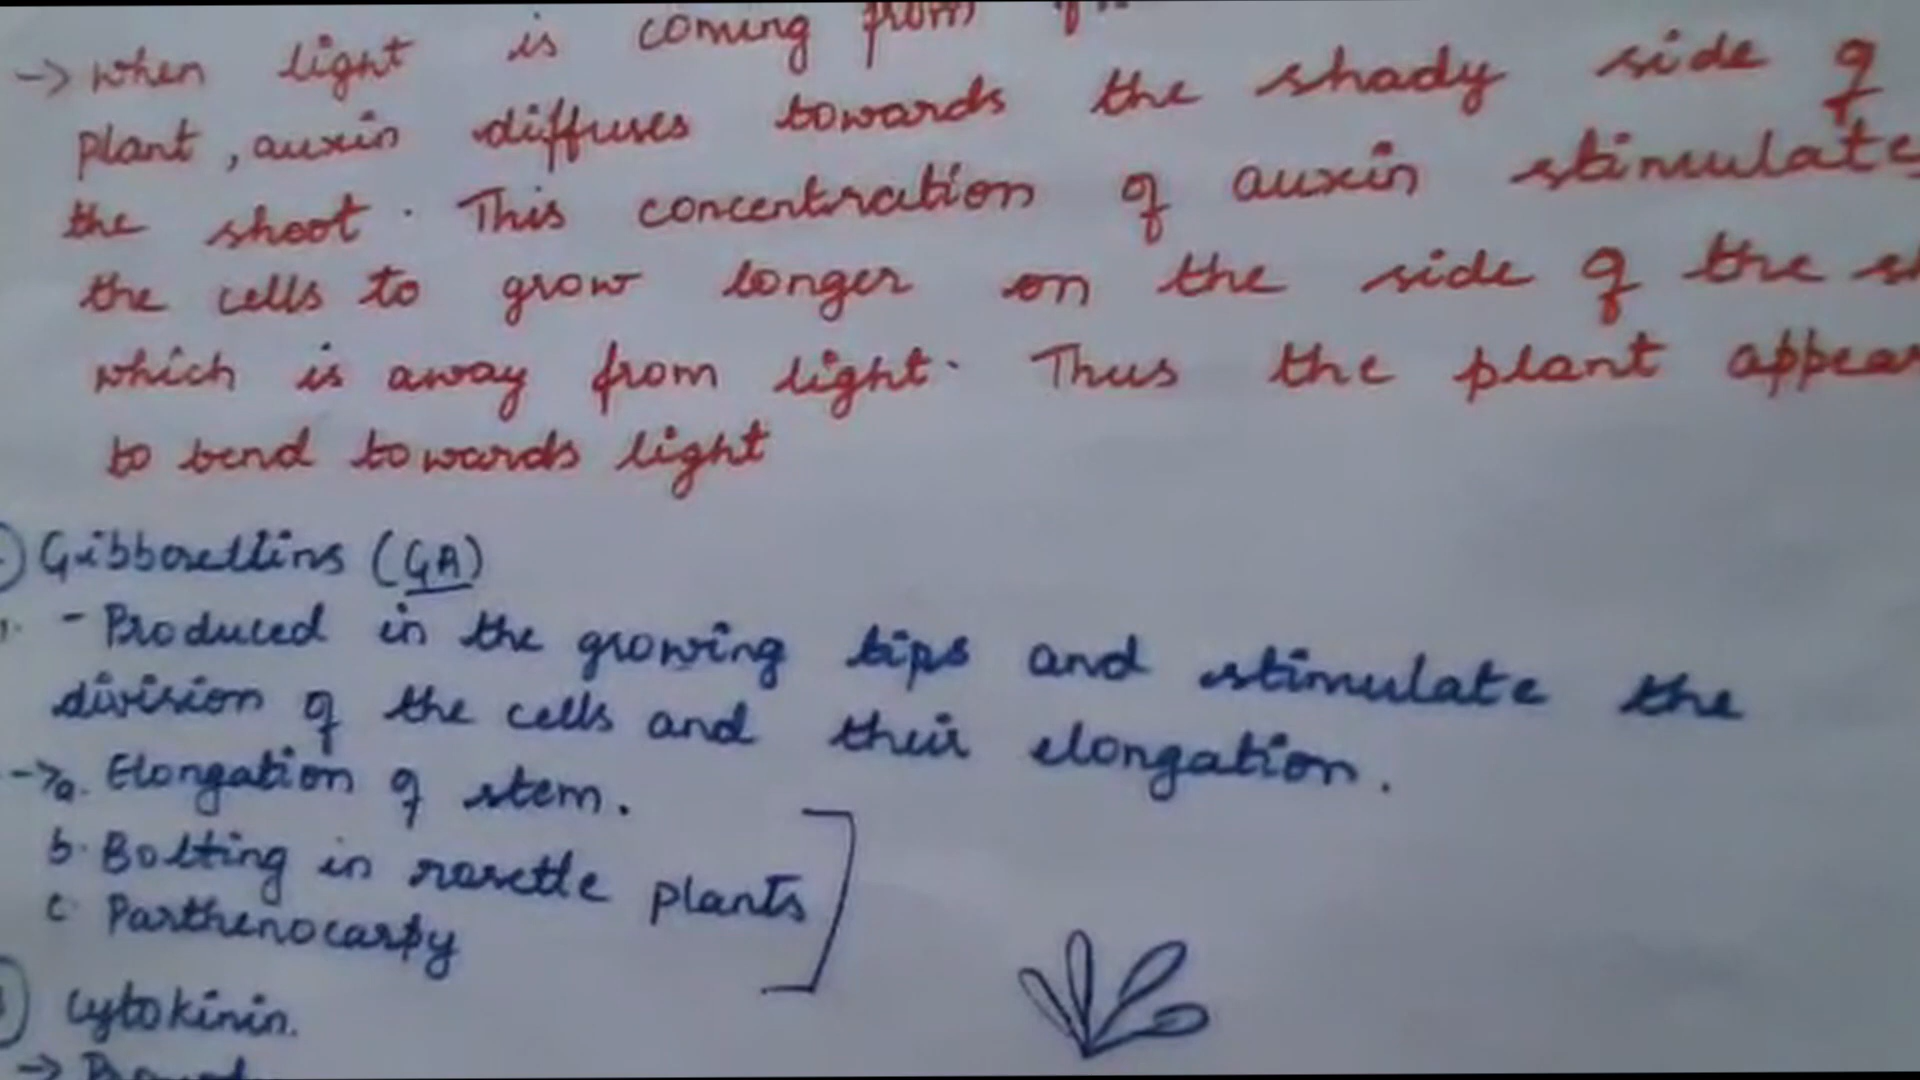 → when light is coming from
plant, auxin diffuses towards the shady side of
the shoot. This concentration of auxin stimulate
the cells to grow longer on the side of the
which is away from light. Thus the plant appear
to bend towards light
Gibberellins (GA)
1. - Produced in the growing tips and stimulate the
division of the cells and their elongation.
→ a. Elongation of stem.
b. Bolting in rosette plants
c. Parthenocarpy
Cytokinin.
→